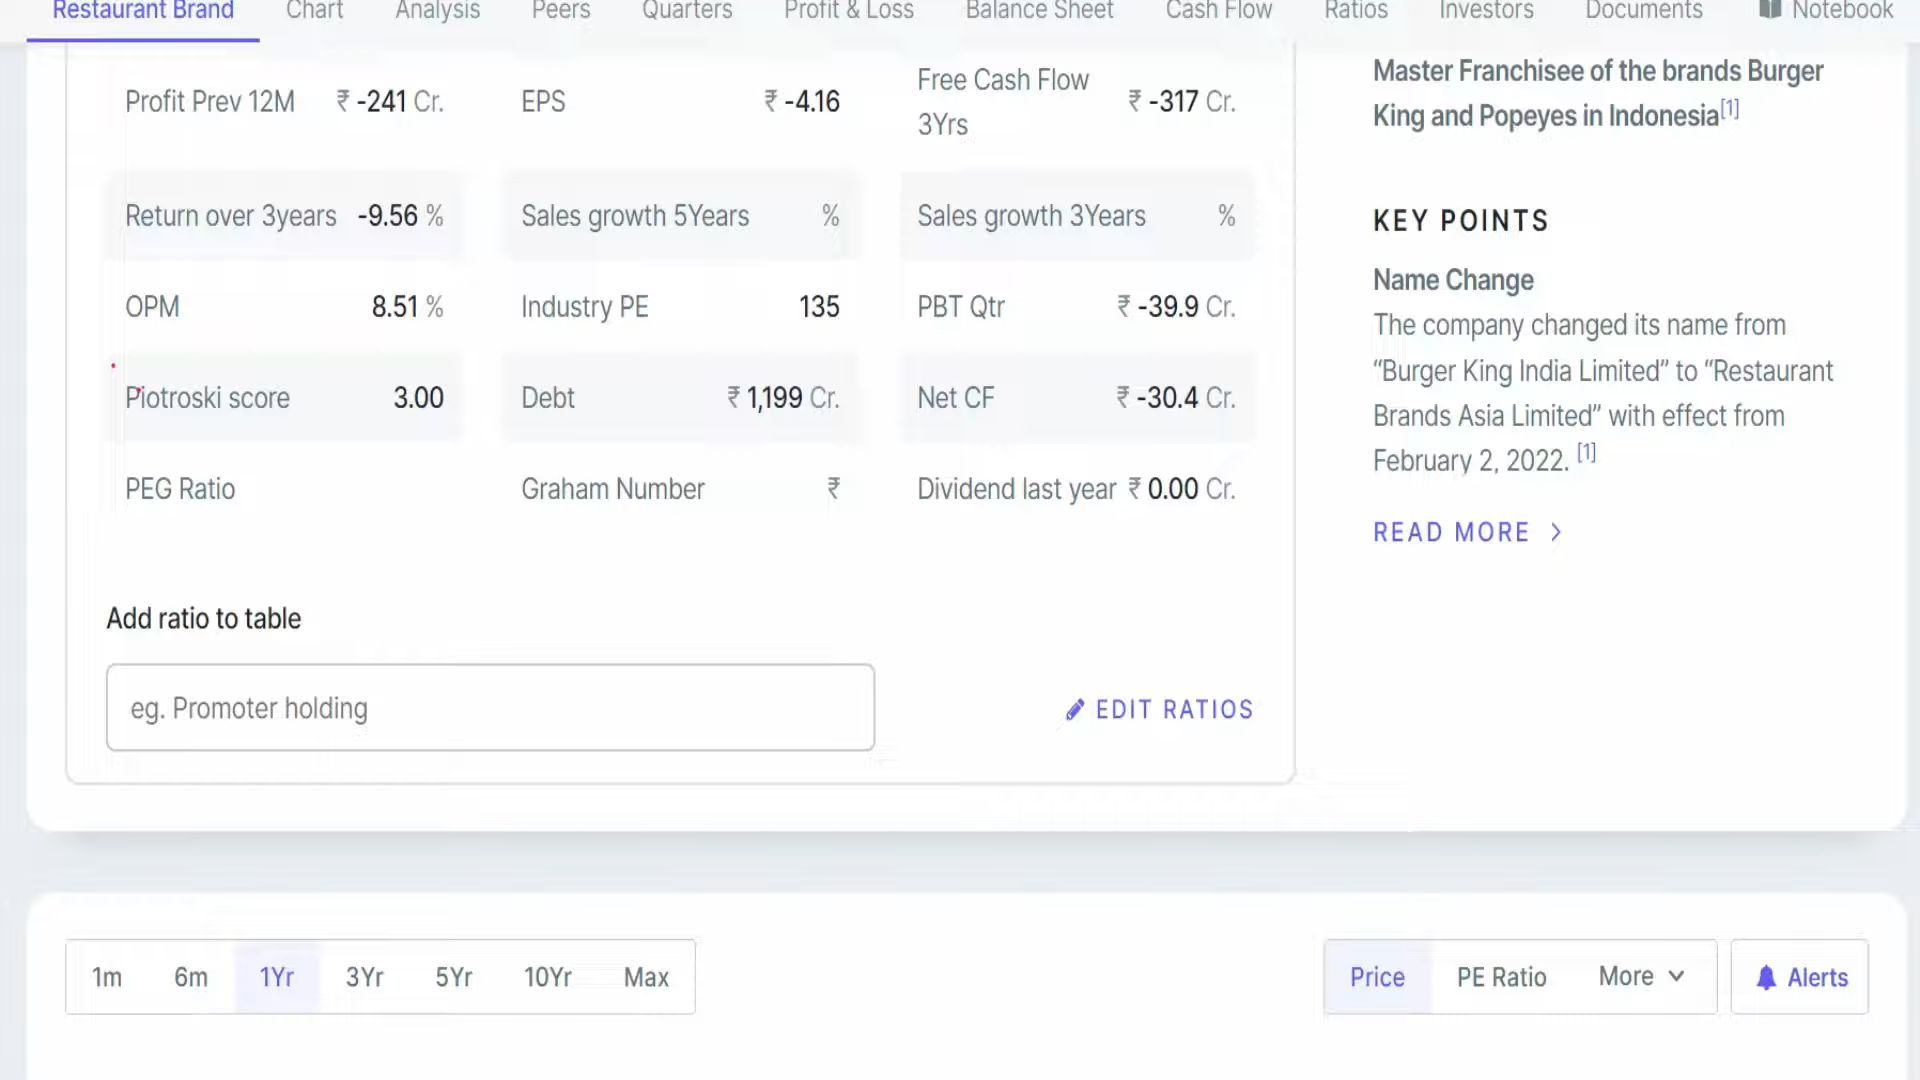 Restaurant Brand Chart Analysis Peers Quarters Profit & Loss Balance Sheet Cash Flow Ratios Investors Documents Notebook
Profit Prev 12M ₹ -241 Cr. EPS ₹ -4.16 Free Cash Flow 3Yrs ₹ -317 Cr.
Return over 3years -9.56 % Sales growth 5Years % Sales growth 3Years %
OPM 8.51 % Industry PE 135 PBT Qtr ₹ -39.9 Cr.
Piotroski score 3.00 Debt ₹ 1,199 Cr. Net CF ₹ -30.4 Cr.
PEG Ratio Graham Number ₹ Dividend last year ₹ 0.00 Cr.
Add ratio to table
eg. Promoter holding
EDIT RATIOS
Master Franchisee of the brands Burger
King and Popeyes in Indonesia[1]
KEY POINTS
Name Change
The company changed its name from
“Burger King India Limited” to “Restaurant
Brands Asia Limited” with effect from
February 2, 2022. [1]
READ MORE
1m 6m 1Yr 3Yr 5Yr 10Yr Max
Price PE Ratio More Alerts